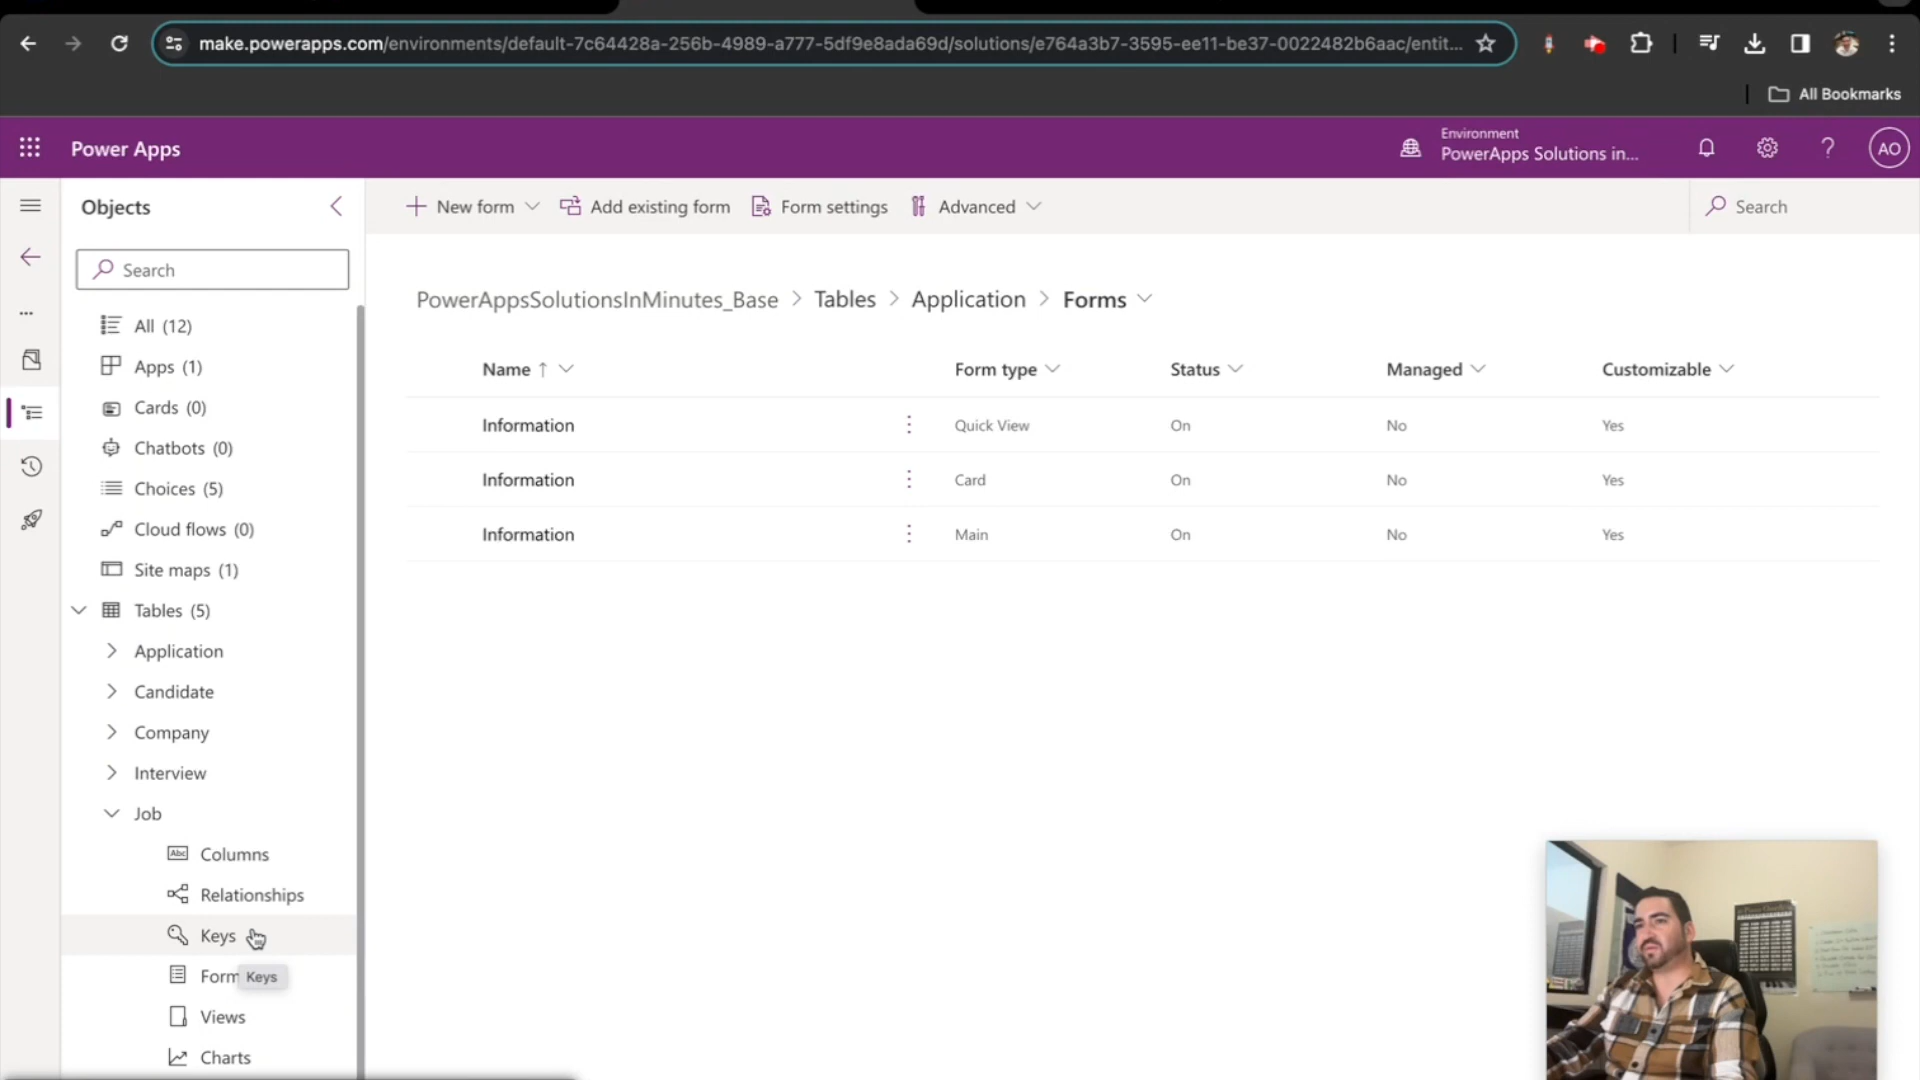 make.powerapps.com/environments/default-7c64428a-256b-4989-a777-5df9e8ada69d/solutions/e764a3b7-3595-ee11-be37-0022482b6aac/entit...
All Bookmarks
Power Apps
Environment
PowerApps Solutions in...
AO
Objects
New form
Add existing form
Form settings
Advanced
Search
Search
PowerAppsSolutionsInMinutes_Base > Tables > Application > Forms
All (12)
Apps (1)
Cards (0)
Chatbots (0)
Choices (5)
Cloud flows (0)
Site maps (1)
Tables (5)
Application
Candidate
Company
Interview
Job
Columns
Relationships
Keys
Form
Keys
Views
Charts
Name ↑ Form type Status Managed Customizable
Information Quick View On No Yes
Information Card On No Yes
Information Main On No Yes